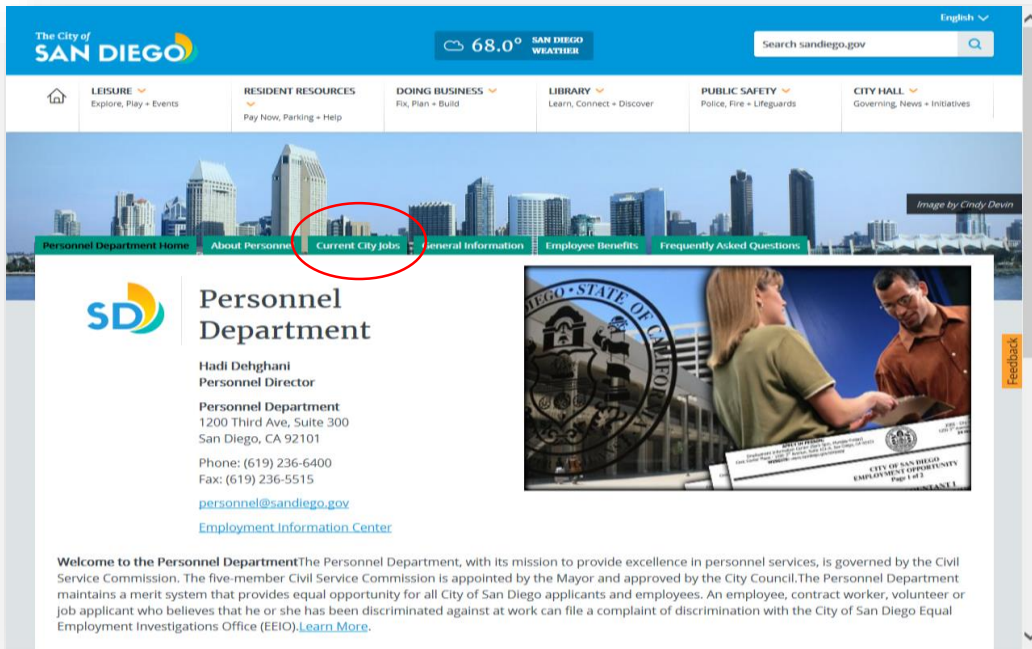 English
The City of
SAN DIEGO
68.0° SAN DIEGO WEATHER
Search sandiego.gov
LEISURE
Explore, Play + Events
RESIDENT RESOURCES
Pay Now, Parking + Help
DOING BUSINESS
Fix, Plan + Build
LIBRARY
Learn, Connect + Discover
PUBLIC SAFETY
Police, Fire + Lifeguards
CITY HALL
Governing, News + Initiatives
Image by Cindy Devin
Personnel Department Home
About Personnel
Current City Jobs
General Information
Employee Benefits
Frequently Asked Questions
SD
Personnel
Department
Hadi Dehghani
Personnel Director
Personnel Department
1200 Third Ave, Suite 300
San Diego, CA 92101
Phone: (619) 236-6400
Fax: (619) 236-5515
personnel@sandiego.gov
Employment Information Center
DIEGO • STATE OF CALIFORNIA
CITY OF SAN DIEGO
EMPLOYMENT OPPORTUNITY
Page 1 of 2
Feedback
Welcome to the Personnel DepartmentThe Personnel Department, with its mission to provide excellence in personnel services, is governed by the Civil
Service Commission. The five-member Civil Service Commission is appointed by the Mayor and approved by the City Council.The Personnel Department
maintains a merit system that provides equal opportunity for all City of San Diego applicants and employees. An employee, contract worker, volunteer or
job applicant who believes that he or she has been discriminated against at work can file a complaint of discrimination with the City of San Diego Equal
Employment Investigations Office (EEIO).Learn More.